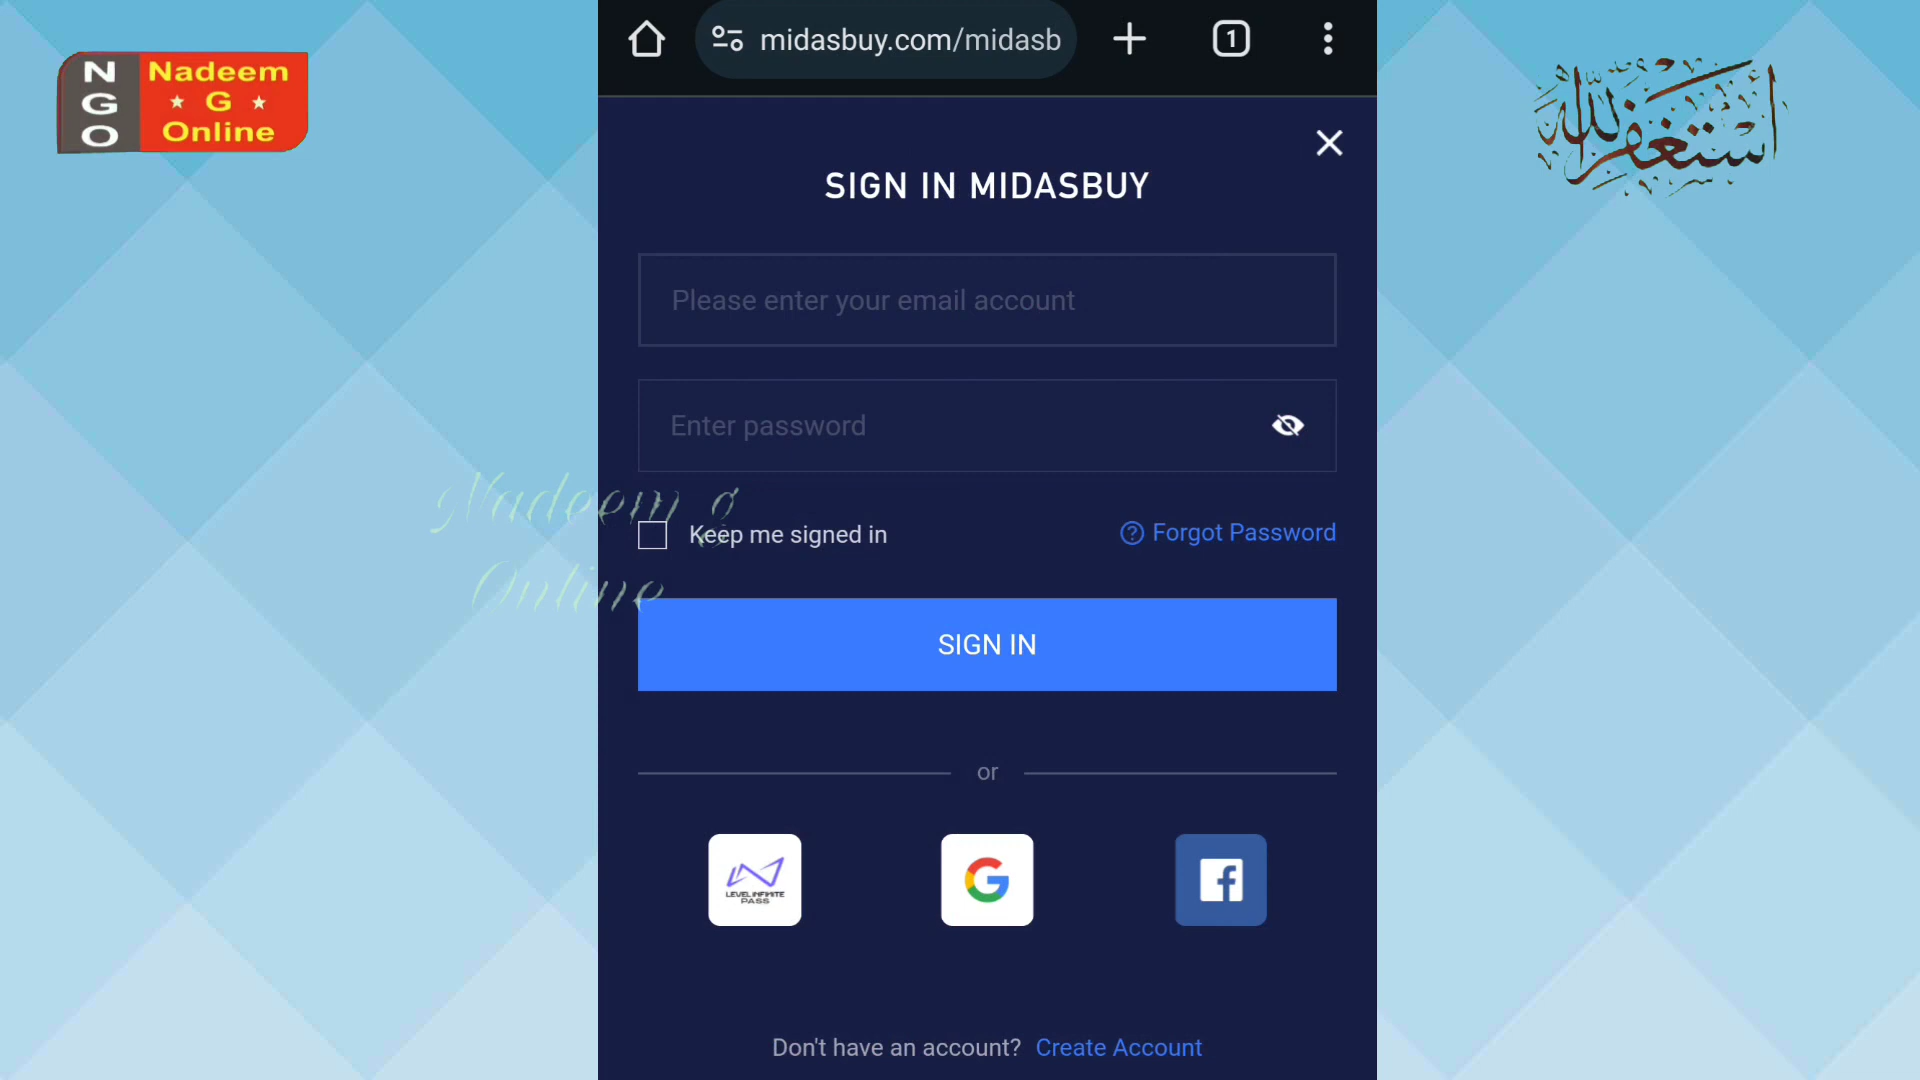 midasbuy.com/midasb
1
N
G
O
Nadeem
G
Online
أستغفر الله
SIGN IN MIDASBUY
Please enter your email account
Enter password
Nadeem g
Keep me signed in
Forgot Password
Online
SIGN IN
or
LEVEL INFINITE
PASS
Don't have an account? Create Account